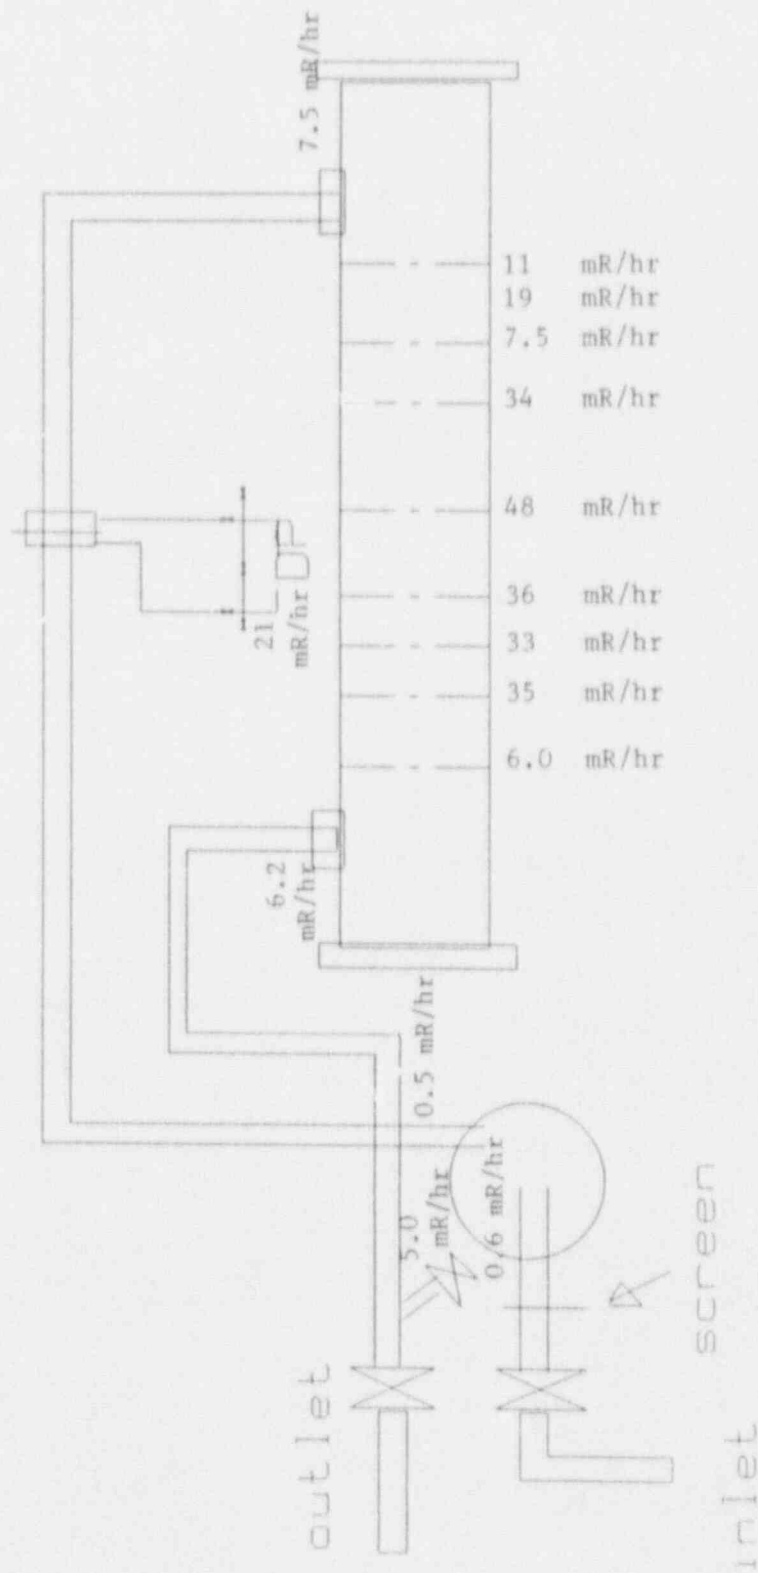 7.5 mR/hr
11 mR/hr
19 mR/hr
7.5 mR/hr
34 mR/hr
48 mR/hr
DP
21
mR/hr
36 mR/hr
33 mR/hr
35 mR/hr
6.0 mR/hr
6.2
mR/hr
0.5 mR/hr
5.0
mR/hr
0.6 mR/hr
screen
outlet
inlet